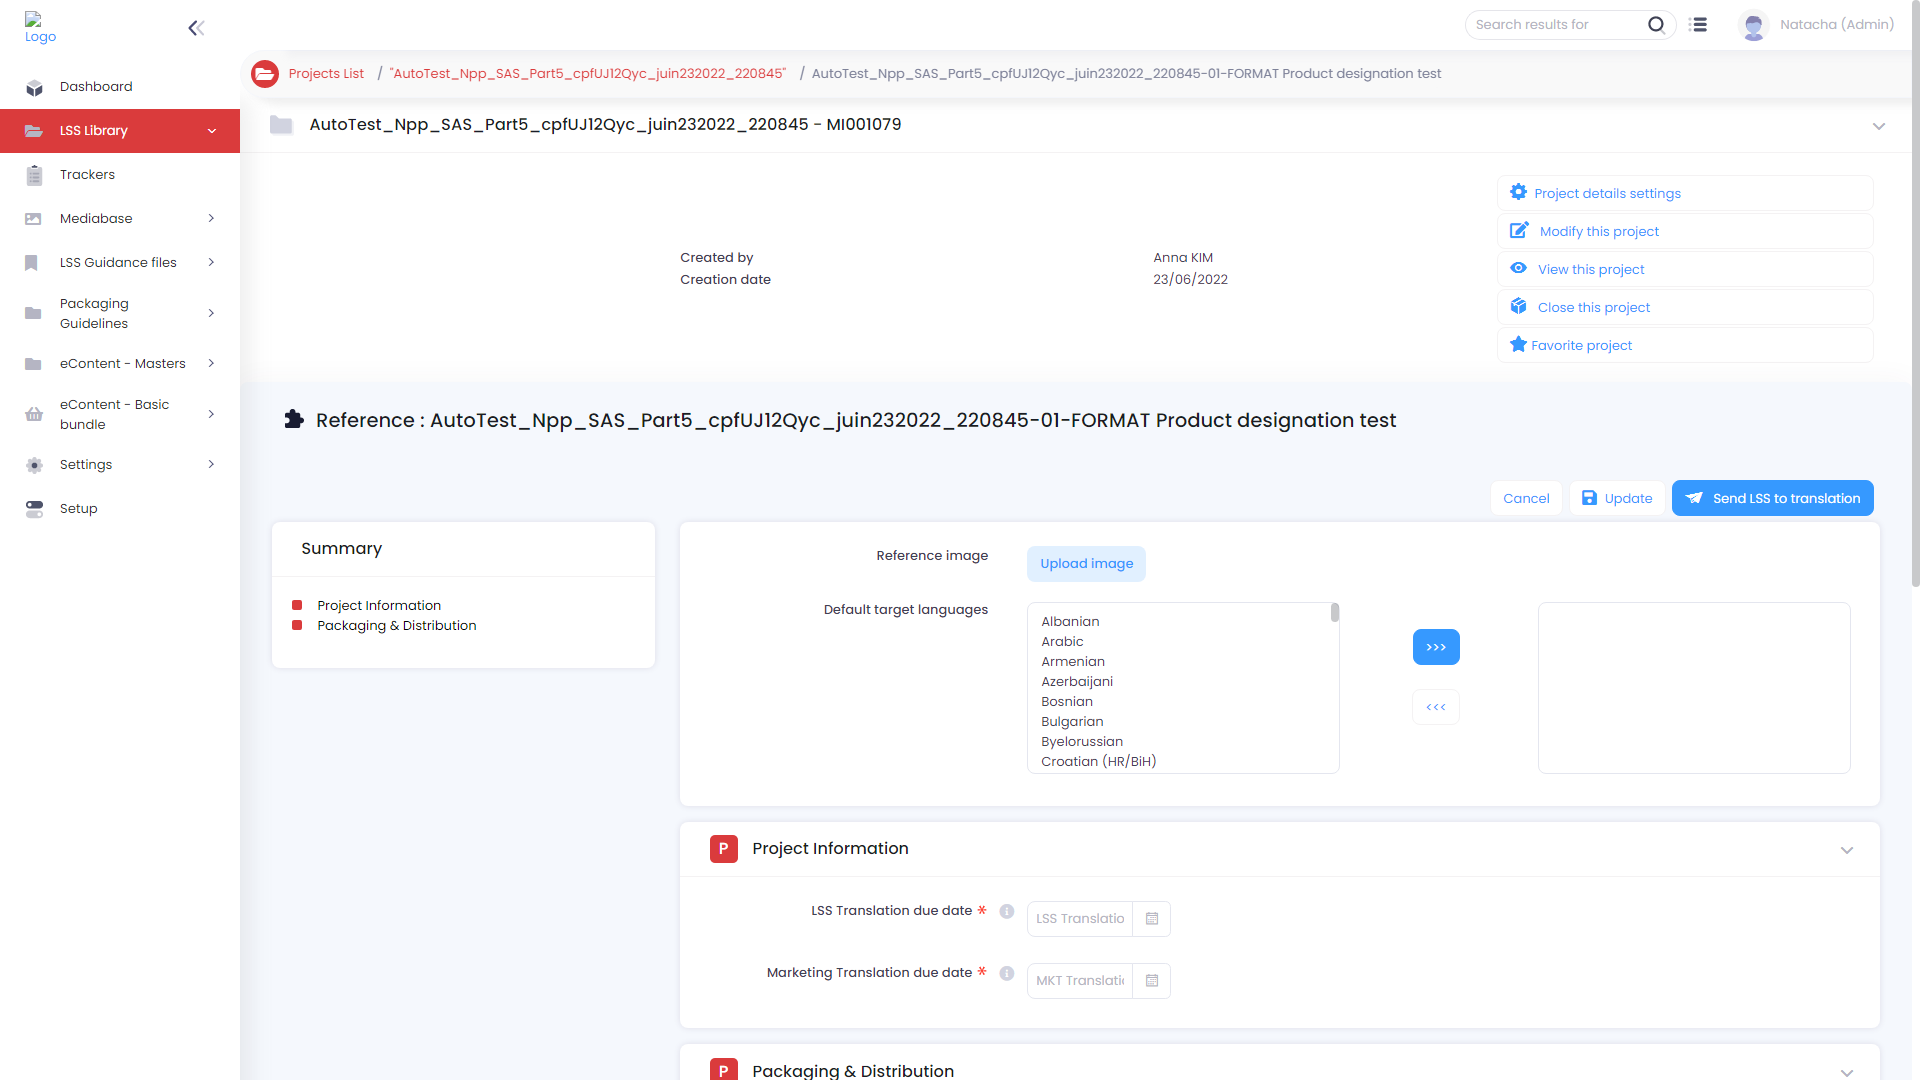 Logo
Search results for
Natacha (Admin)
Dashboard
LSS Library
Trackers
Mediabase
LSS Guidance files
Packaging
Guidelines
eContent - Masters
eContent - Basic
bundle
Settings
Setup
Projects List / "AutoTest_Npp_SAS_Part5_cpfUJ12Qyc_juin232022_220845" / AutoTest_Npp_SAS_Part5_cpfUJ12Qyc_juin232022_220845-01-FORMAT Product designation test
AutoTest_Npp_SAS_Part5_cpfUJ12Qyc_juin232022_220845 - MI001079
Created by Anna KIM
Creation date 23/06/2022
Project details settings
Modify this project
View this project
Close this project
Favorite project
Reference : AutoTest_Npp_SAS_Part5_cpfUJ12Qyc_juin232022_220845-01-FORMAT Product designation test
Cancel
Update
Send LSS to translation
Summary
Project Information
Packaging & Distribution
Reference image
Upload image
Default target languages
Albanian
Arabic
Armenian
Azerbaijani
Bosnian
Bulgarian
Byelorussian
Croatian (HR/BiH)
>>>
<<<
P Project Information
LSS Translation due date *
LSS Translatio
Marketing Translation due date *
MKT Translati
P Packaging & Distribution